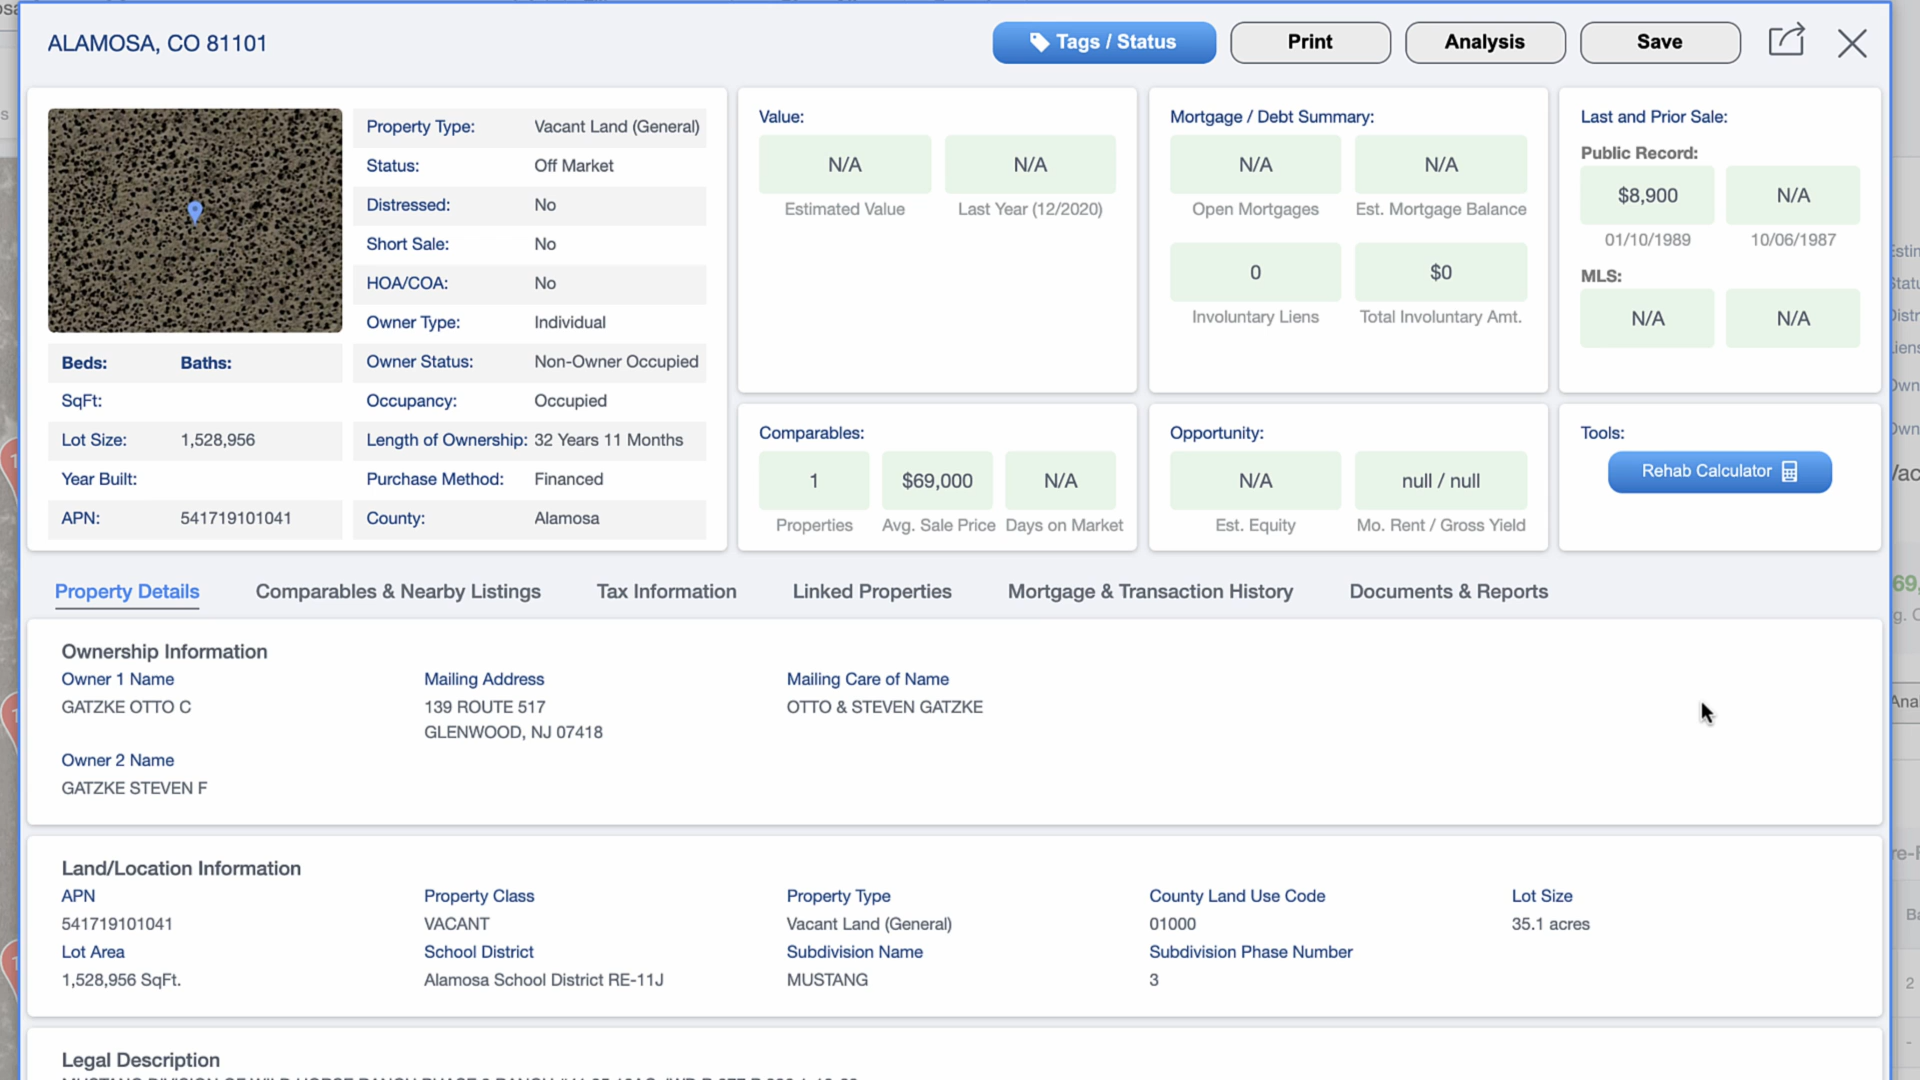 ALAMOSA, CO 81101
Tags / Status
Print
Analysis
Save
Property Type: Vacant Land (General)
Status: Off Market
Distressed: No
Short Sale: No
HOA/COA: No
Owner Type: Individual
Owner Status: Non-Owner Occupied
Occupancy: Occupied
Length of Ownership: 32 Years 11 Months
Purchase Method: Financed
County: Alamosa
Beds: Baths:
SqFt:
Lot Size: 1,528,956
Year Built:
APN: 541719101041
Value:
N/A N/A
Estimated Value Last Year (12/2020)
Mortgage / Debt Summary:
N/A N/A
Open Mortgages Est. Mortgage Balance
0 $0
Involuntary Liens Total Involuntary Amt.
Last and Prior Sale:
Public Record:
$8,900 N/A
01/10/1989 10/06/1987
MLS:
N/A N/A
Comparables:
1 $69,000 N/A
Properties Avg. Sale Price Days on Market
Opportunity:
N/A null / null
Est. Equity Mo. Rent / Gross Yield
Tools:
Rehab Calculator
Property Details Comparables & Nearby Listings Tax Information Linked Properties Mortgage & Transaction History Documents & Reports
Ownership Information
Owner 1 Name Mailing Address Mailing Care of Name
GATZKE OTTO C 139 ROUTE 517 OTTO & STEVEN GATZKE
GLENWOOD, NJ 07418
Owner 2 Name
GATZKE STEVEN F
Land/Location Information
APN Property Class Property Type County Land Use Code Lot Size
541719101041 VACANT Vacant Land (General) 01000 35.1 acres
Lot Area School District Subdivision Name Subdivision Phase Number
1,528,956 SqFt. Alamosa School District RE-11J MUSTANG 3
Legal Description